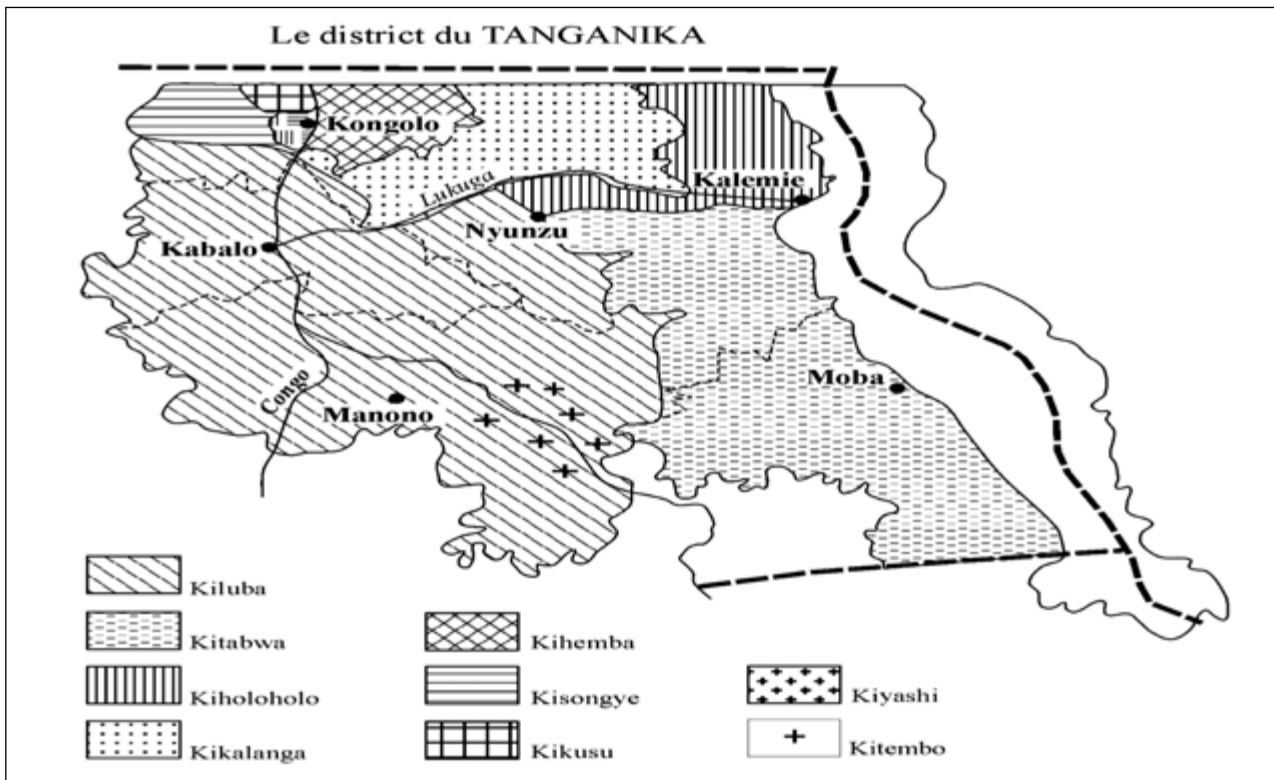 Le district du TANGANIKA
Kongolo
Kalemie
Lukuga
Nyunzu
Kabalo
Moba
Congo
Manono
Kiluba
Kitabwa
Kihemba
Kiholoholo
Kisongye
Kiyashi
Kikalanga
Kikusu
Kitembo